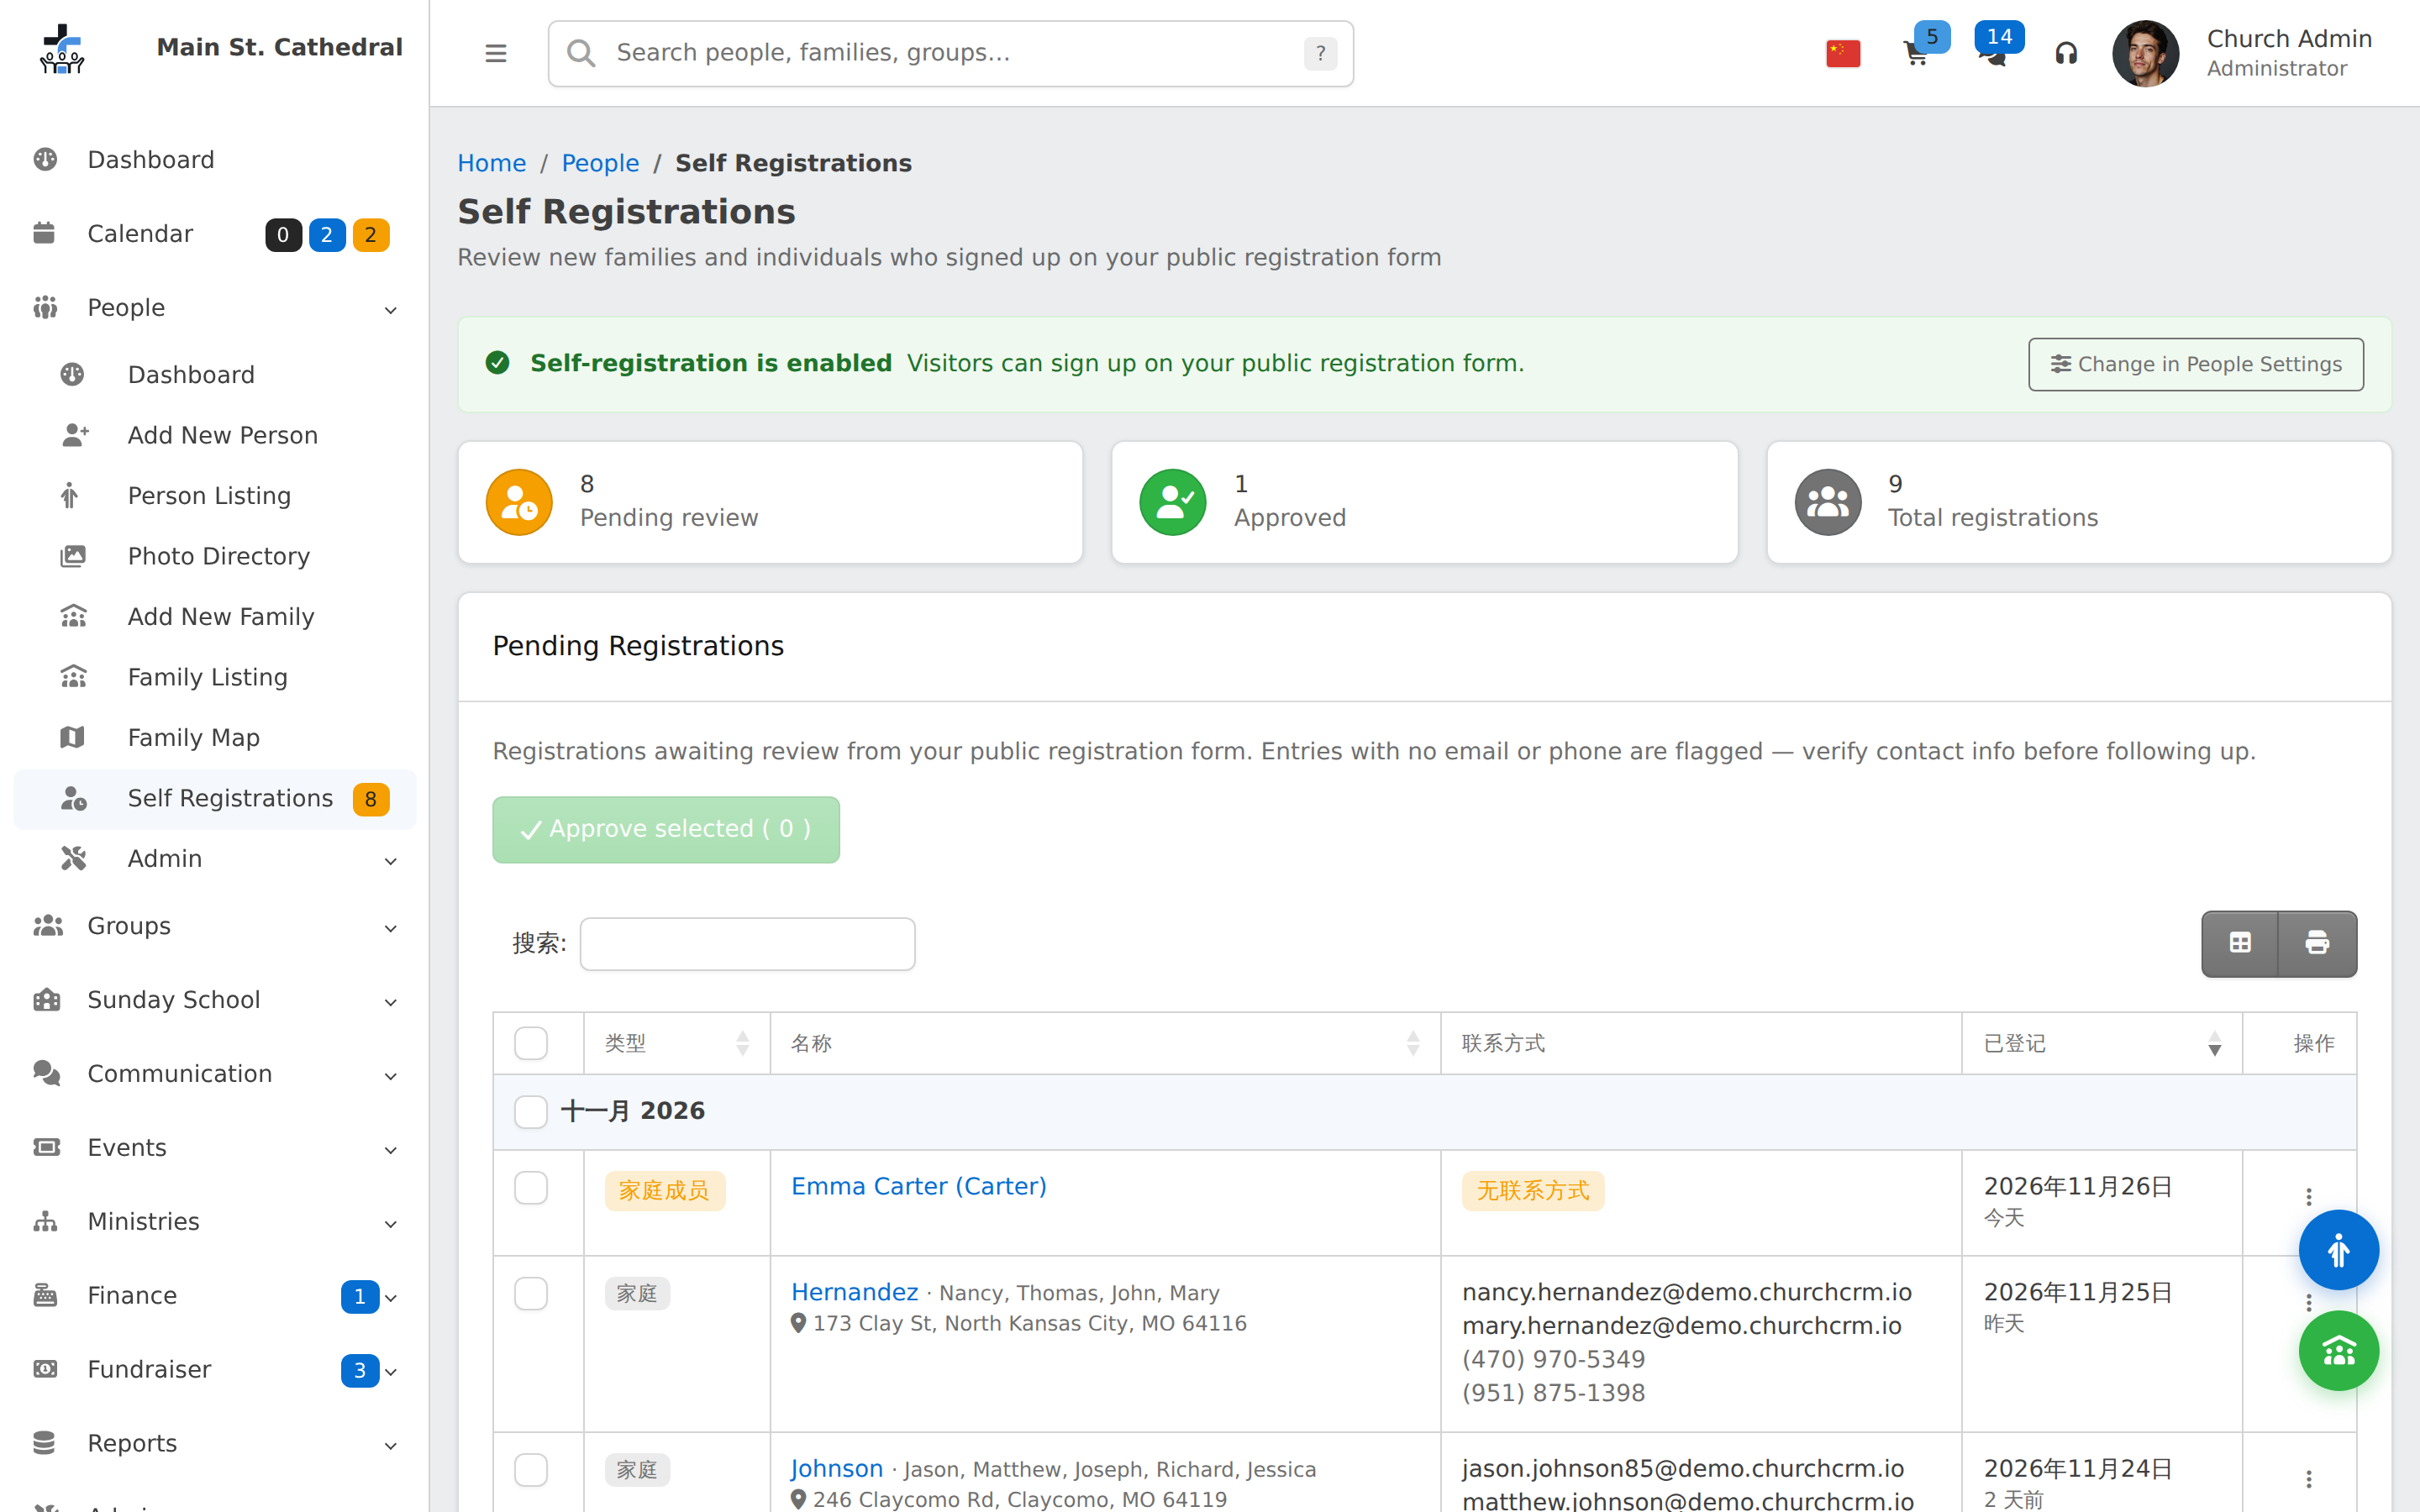 Main St. Cathedral
Search people, families, groups...
?
5
14
Church Admin
Administrator
Dashboard
Calendar 0 2 2
People
Dashboard
Add New Person
Person Listing
Photo Directory
Add New Family
Family Listing
Family Map
Self Registrations 8
Admin
Groups
Sunday School
Communication
Events
Ministries
Finance 1
Fundraiser 3
Reports
Home / People / Self Registrations
Self Registrations
Review new families and individuals who signed up on your public registration form
Self-registration is enabled Visitors can sign up on your public registration form.
Change in People Settings
8
Pending review
1
Approved
9
Total registrations
Pending Registrations
Registrations awaiting review from your public registration form. Entries with no email or phone are flagged — verify contact info before following up.
Approve selected ( 0 )
搜索:
类型 名称 联系方式 已登记 操作
十一月 2026
家庭成员 Emma Carter (Carter) 无联系方式 2026年11月26日
今天
家庭 Hernandez · Nancy, Thomas, John, Mary nancy.hernandez@demo.churchcrm.io 2026年11月25日
173 Clay St, North Kansas City, MO 64116 mary.hernandez@demo.churchcrm.io 昨天
(470) 970-5349
(951) 875-1398
家庭 Johnson · Jason, Matthew, Joseph, Richard, Jessica jason.johnson85@demo.churchcrm.io 2026年11月24日
246 Claycomo Rd, Claycomo, MO 64119 matthew.johnson@demo.churchcrm.io 2 天前